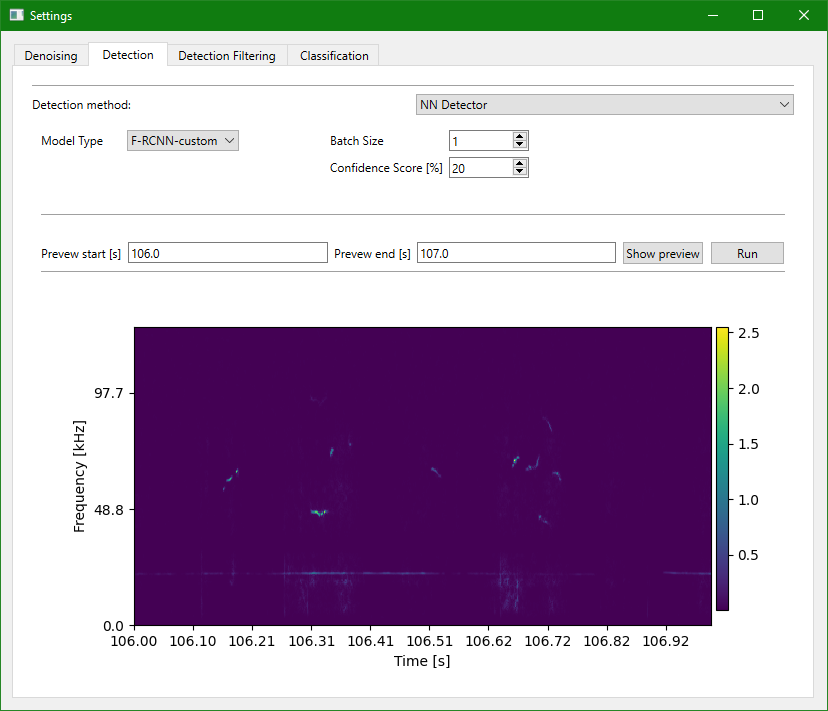 Settings
Denoising Detection Detection Filtering Classification
Detection method: NN Detector
Model Type F-RCNN-custom Batch Size 1
Confidence Score [%] 20
Prevew start [s] 106.0 Prevew end [s] 107.0 Show preview Run
2.5
97.7
2.0
1.5
Frequency [kHz]
48.8
1.0
0.5
0.0
106.00 106.10 106.21 106.31 106.41 106.51 106.62 106.72 106.82 106.92
Time [s]